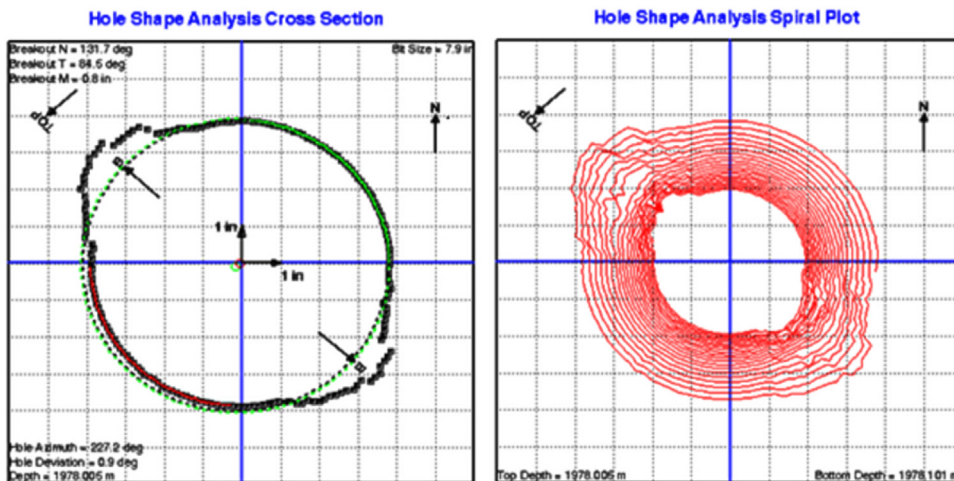 Hole Shape Analysis Cross Section
Breakout N = 131.7 deg
Bit Size = 7.9 in
Breakout T = 84.5 deg
Breakout M = 0.8 in
TOP
N
B
1 in
1 in
B
Hole Azimuth = 227.2 deg
Hole Deviation = 0.9 deg
Depth = 1978.005 m
Hole Shape Analysis Spiral Plot
TOP
N
Top Depth = 1978.005 m
Bottom Depth = 1978.101 m